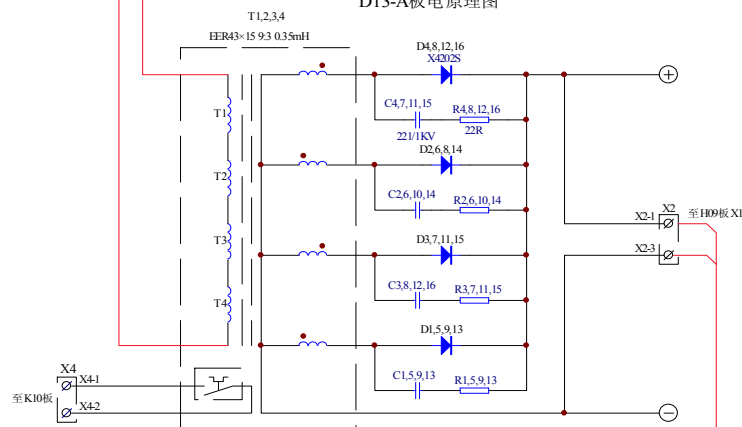 D13-A板电原理图
T1,2,3,4
EER43×15 9:3 0.35mH
D4,8,12,16
X4202S
C4,7,11,15
221/1KV
R4,8,12,16
22R
T1
D2,6,8,14
C2,6,10,14
R2,6,10,14
T2
X2
至H09板X1
X2-1
D3,7,11,15
T3
X2-3
C3,8,12,16
R3,7,11,15
T4
D1,5,9,13
C1,5,9,13
R1,5,9,13
X4
X4-1
至K10板
X4-2